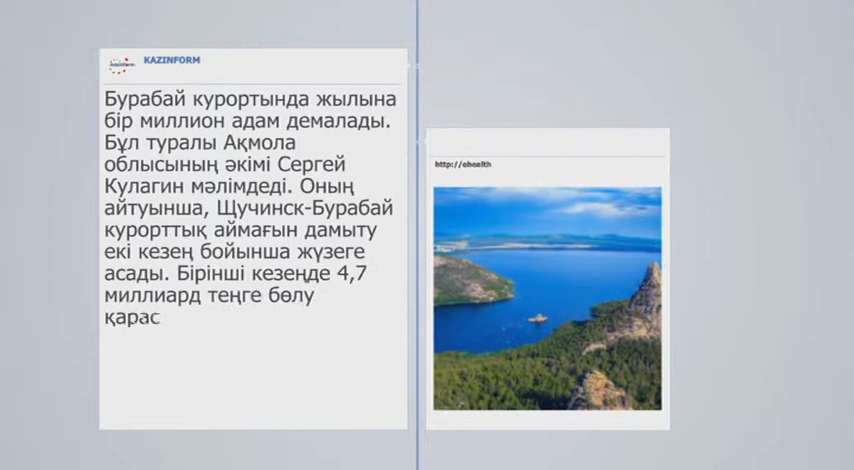 kazinform
KAZINFORM
Бурабай курортында жылына
бір миллион адам демалады.
Бұл туралы Ақмола
облысының әкімі Сергей
Кулагин мәлімдеді. Оның
айтуынша, Щучинск-Бурабай
курорттық аймағын дамыту
екі кезең бойынша жүзеге
асады. Бірінші кезеңде 4,7
миллиард теңге бөлу
қарас
http://ehealth